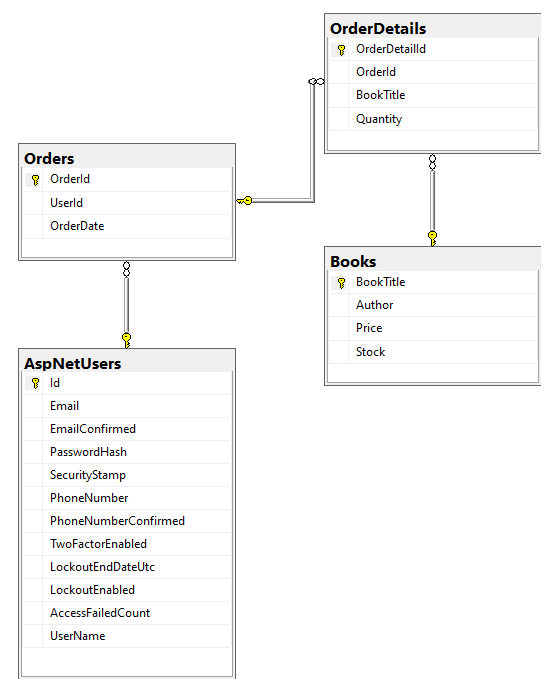 OrderDetails
OrderDetailId
OrderId
BookTitle
Quantity
Orders
OrderId
UserId
OrderDate
Books
BookTitle
Author
Price
Stock
AspNetUsers
Id
Email
EmailConfirmed
PasswordHash
SecurityStamp
PhoneNumber
PhoneNumberConfirmed
TwoFactorEnabled
LockoutEndDateUtc
LockoutEnabled
AccessFailedCount
UserName